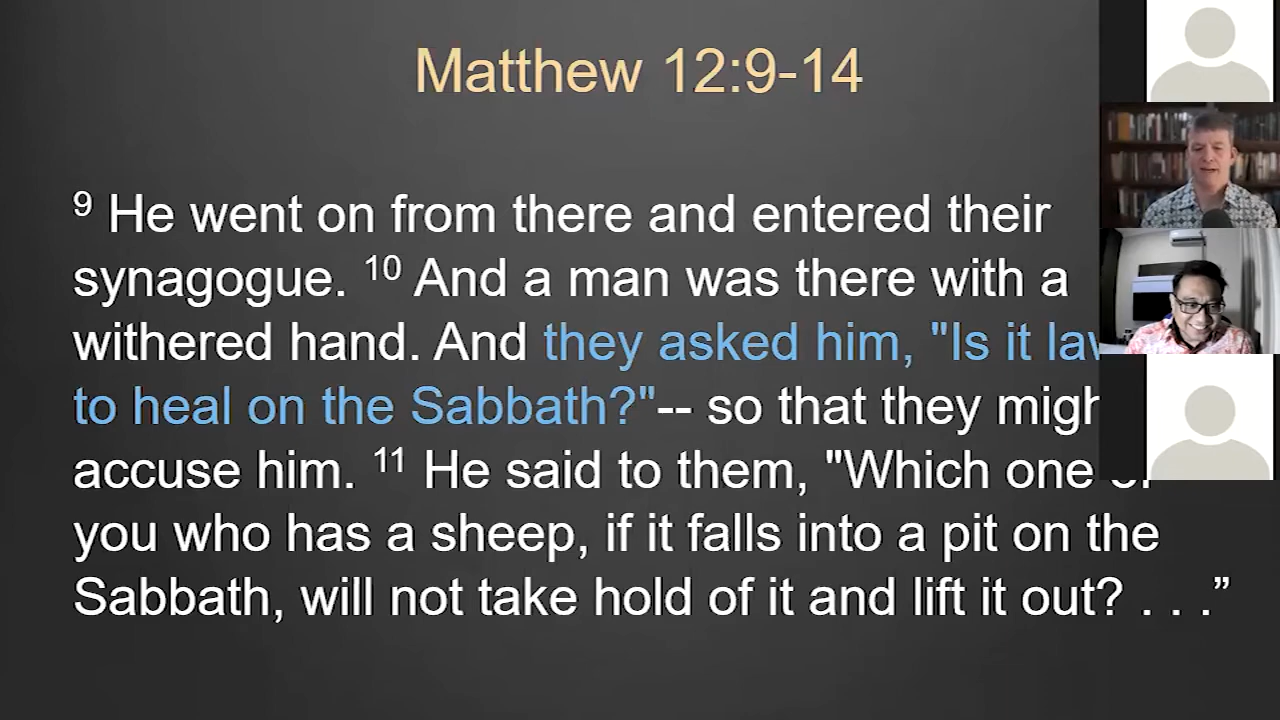 Matthew 12:9-14
9 He went on from there and entered their
synagogue. 10 And a man was there with a
withered hand. And they asked him, "Is it
to heal on the Sabbath?"-- so that they
accuse him. 11 He said to them, "Which one of
you who has a sheep, if it falls into a pit on the
Sabbath, will not take hold of it and lift it out? . . .”